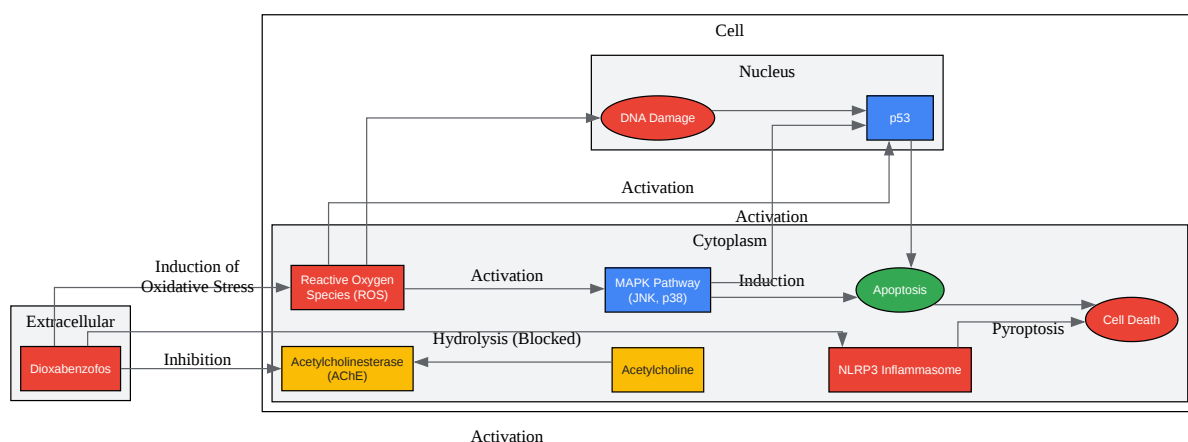 Cell
Nucleus
DNA Damage
p53
Activation
Activation
Cytoplasm
Induction of
Oxidative Stress
Reactive Oxygen
Species (ROS)
Activation
MAPK Pathway
(JNK, p38)
Induction
Apoptosis
Cell Death
Extracellular
Dioxabenzofos
Inhibition
Hydrolysis (Blocked)
Pyroptosis
Acetylcholinesterase
(AChE)
Acetylcholine
NLRP3 Inflammasome
Activation